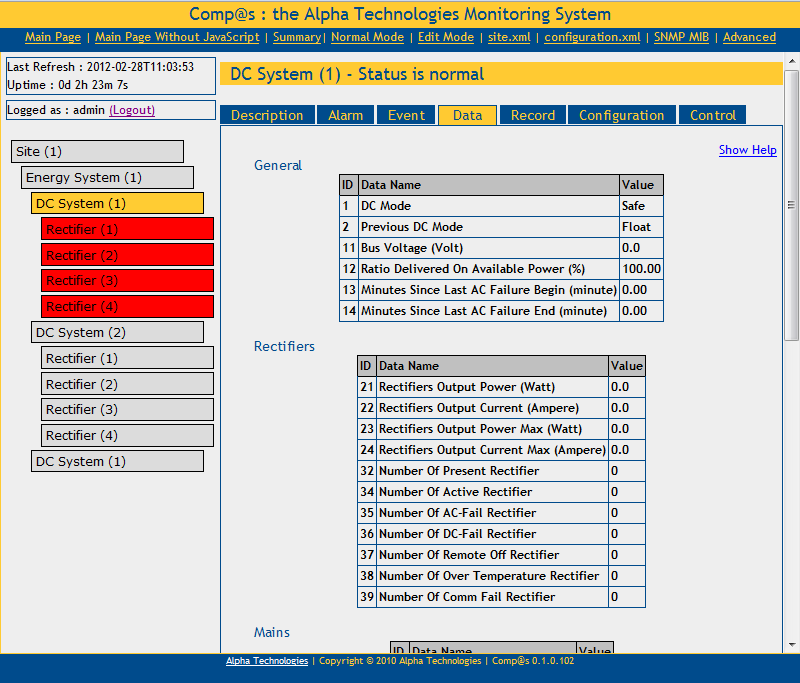 Comp@s : the Alpha Technologies Monitoring System
Main Page | Main Page Without JavaScript | Summary | Normal Mode | Edit Mode | site.xml | configuration.xml | SNMP MIB | Advanced
Last Refresh : 2012-02-28T11:03:53
Uptime : 0d 2h 23m 7s
Logged as : admin (Logout)
Site (1)
Energy System (1)
DC System (1)
Rectifier (1)
Rectifier (2)
Rectifier (3)
Rectifier (4)
DC System (2)
Rectifier (1)
Rectifier (2)
Rectifier (3)
Rectifier (4)
DC System (1)
DC System (1) - Status is normal
Description Alarm Event Data Record Configuration Control
Show Help
General
ID Data Name Value
1 DC Mode Safe
2 Previous DC Mode Float
11 Bus Voltage (Volt) 0.0
12 Ratio Delivered On Available Power (%) 100.00
13 Minutes Since Last AC Failure Begin (minute) 0.00
14 Minutes Since Last AC Failure End (minute) 0.00
Rectifiers
ID Data Name Value
21 Rectifiers Output Power (Watt) 0.0
22 Rectifiers Output Current (Ampere) 0.0
23 Rectifiers Output Power Max (Watt) 0.0
24 Rectifiers Output Current Max (Ampere) 0.0
32 Number Of Present Rectifier 0
34 Number Of Active Rectifier 0
35 Number Of AC-Fail Rectifier 0
36 Number Of DC-Fail Rectifier 0
37 Number Of Remote Off Rectifier 0
38 Number Of Over Temperature Rectifier 0
39 Number Of Comm Fail Rectifier 0
Mains
ID Data Name Value
Alpha Technologies | Copyright © 2010 Alpha Technologies | Comp@s 0.1.0.102